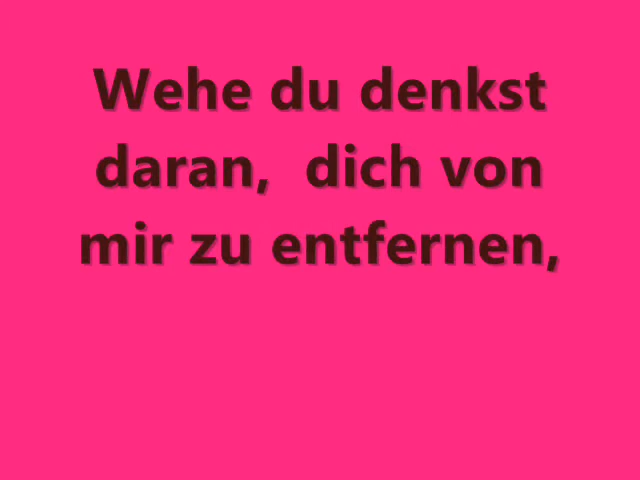 Wehe du denkst
daran,  dich von
mir zu entfernen,